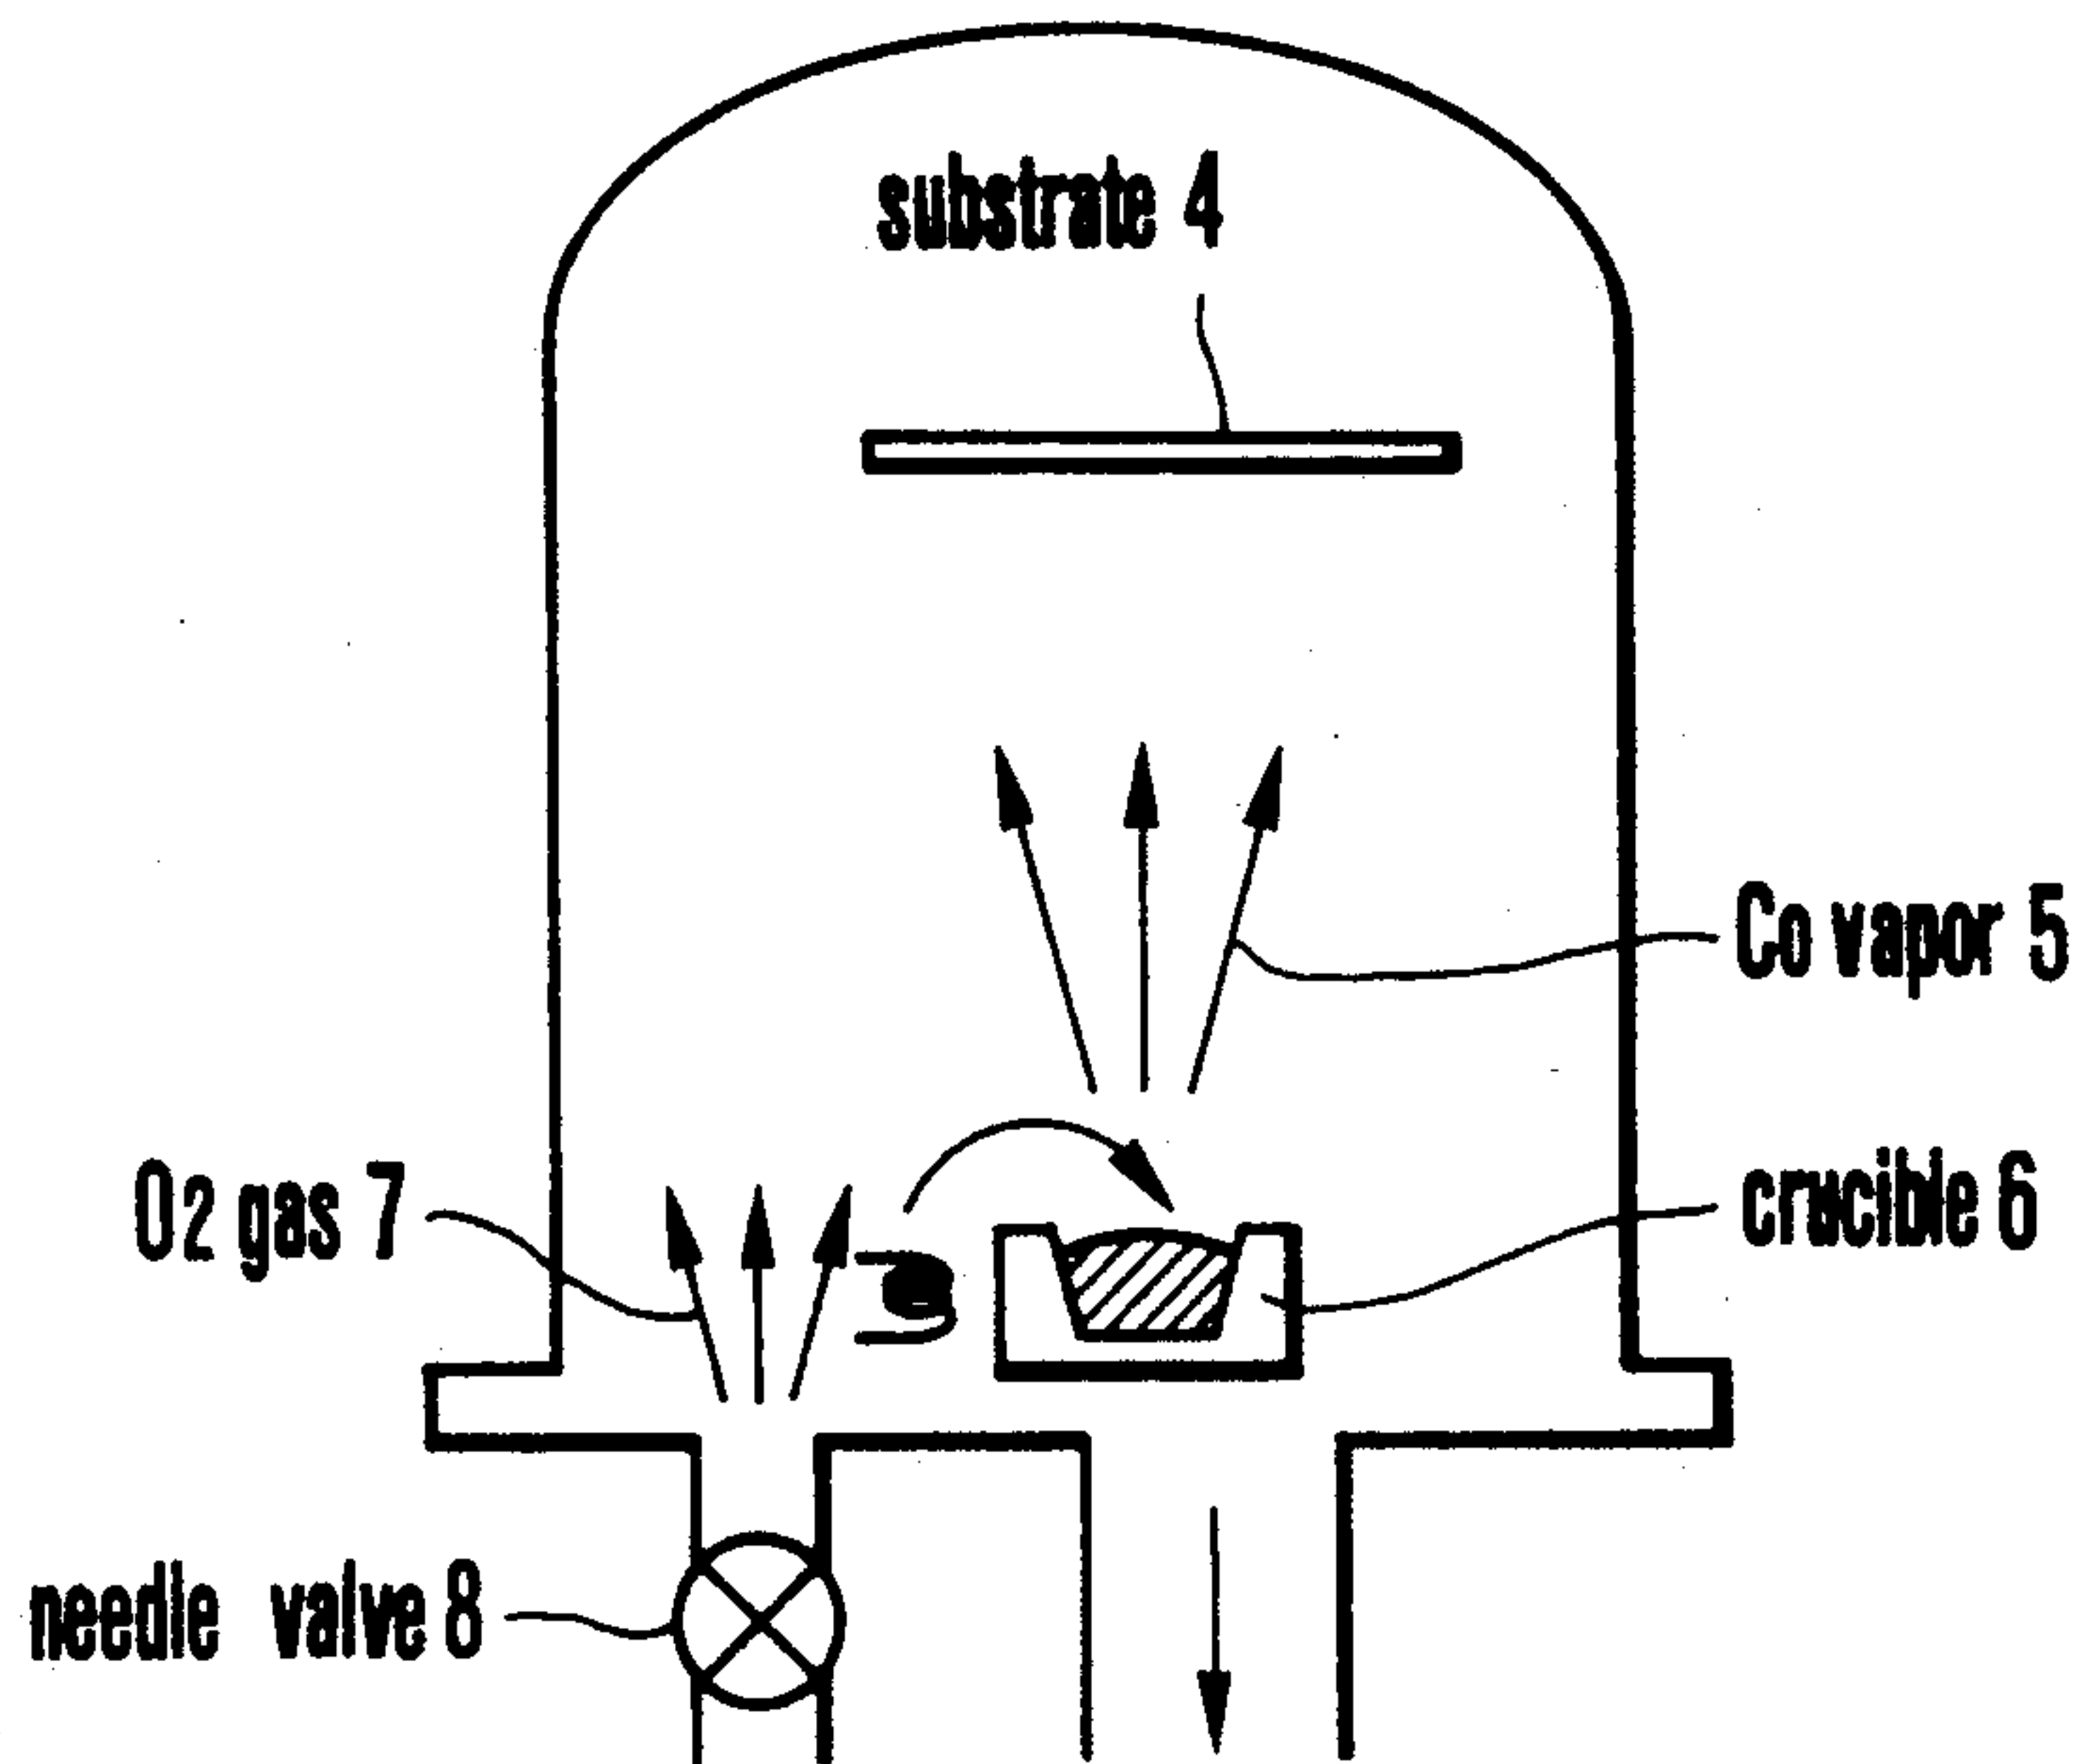 substrate 4
Co vapor 5
O2 gas 7
crucible 6
needle valve 8